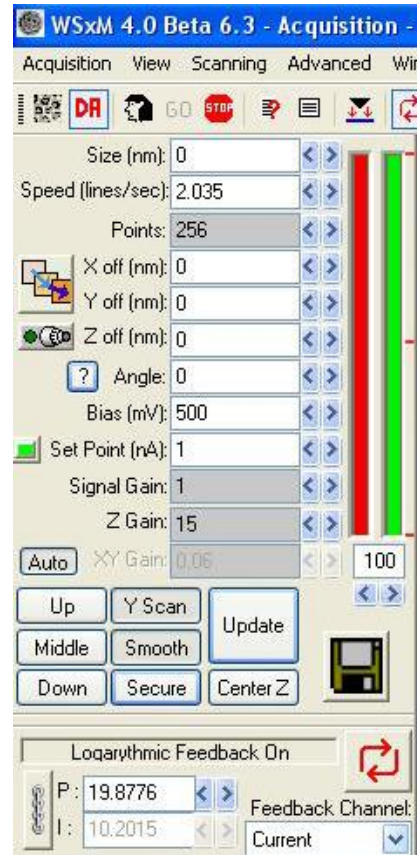 WSxM 4.0 Beta 6.3 - Acquisition -
Acquisition View Scanning Advanced Win
DA GO STOP ?
Size (nm): 0
Speed (lines/sec): 2.035
Points: 256
X off (nm): 0
Y off (nm): 0
Z off (nm): 0
? Angle: 0
Bias (mV): 500
Set Point (nA): 1
Signal Gain: 1
Z Gain: 15
Auto XY Gain: 0.06 100
Up Y Scan Update
Middle Smooth
Down Secure Center Z
Logarythmic Feedback On
P: 19.8776
Feedback Channel:
I: 10.2015 Current